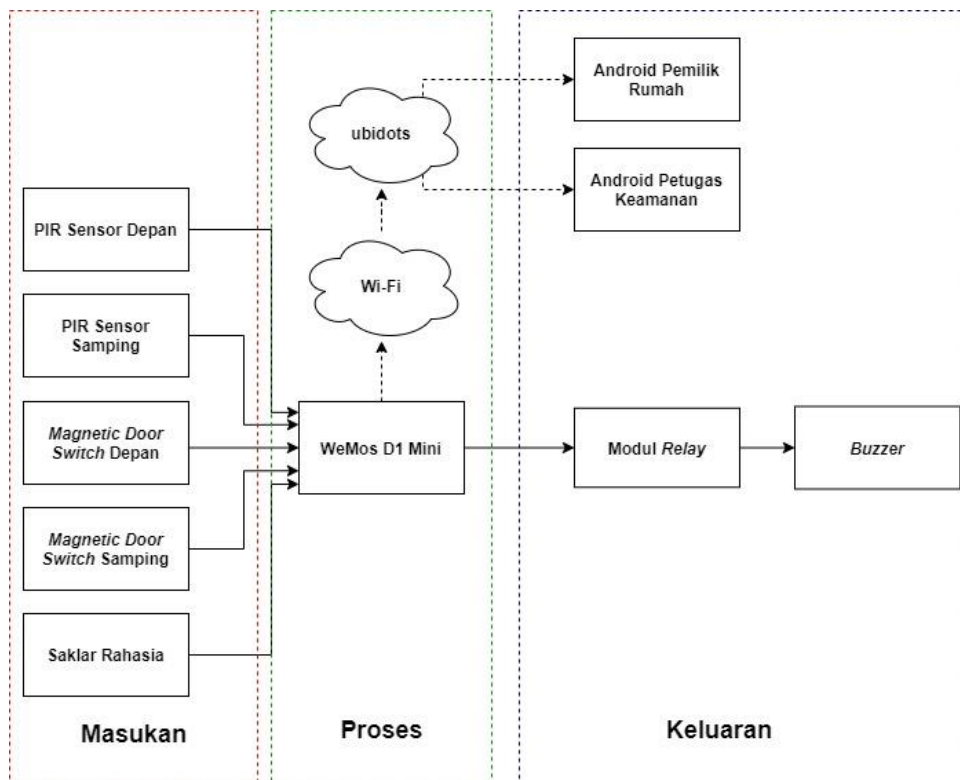 PIR Sensor Depan
PIR Sensor
Samping
Magnetic Door
Switch Depan
Magnetic Door
Switch Samping
Saklar Rahasia
Masukan
ubidots
Wi-Fi
WeMos D1 Mini
Proses
Android Pemilik
Rumah
Android Petugas
Keamanan
Modul Relay
Buzzer
Keluaran